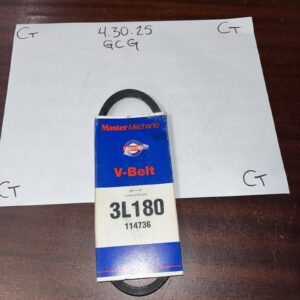 CT
4.30.25
CT
GCG
Master Mechanic
V-Belt
3L180
114736
CT
CT